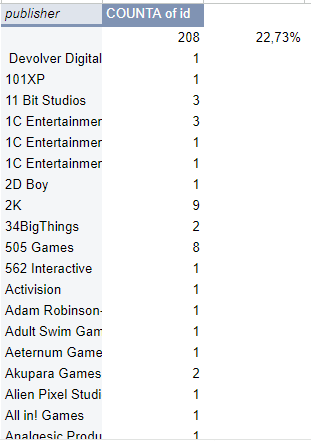 publisher COUNTA of id
208 22,73%
Devolver Digital 1
101XP 1
11 Bit Studios 3
1C Entertainmer 3
1C Entertainmer 1
1C Entertainmer 1
2D Boy 1
2K 9
34BigThings 2
505 Games 8
562 Interactive 1
Activision 1
Adam Robinson- 1
Adult Swim Gam 1
Aeternum Game 1
Akupara Games 2
Alien Pixel Studi 1
All in! Games 1
Analgesic Produ 1